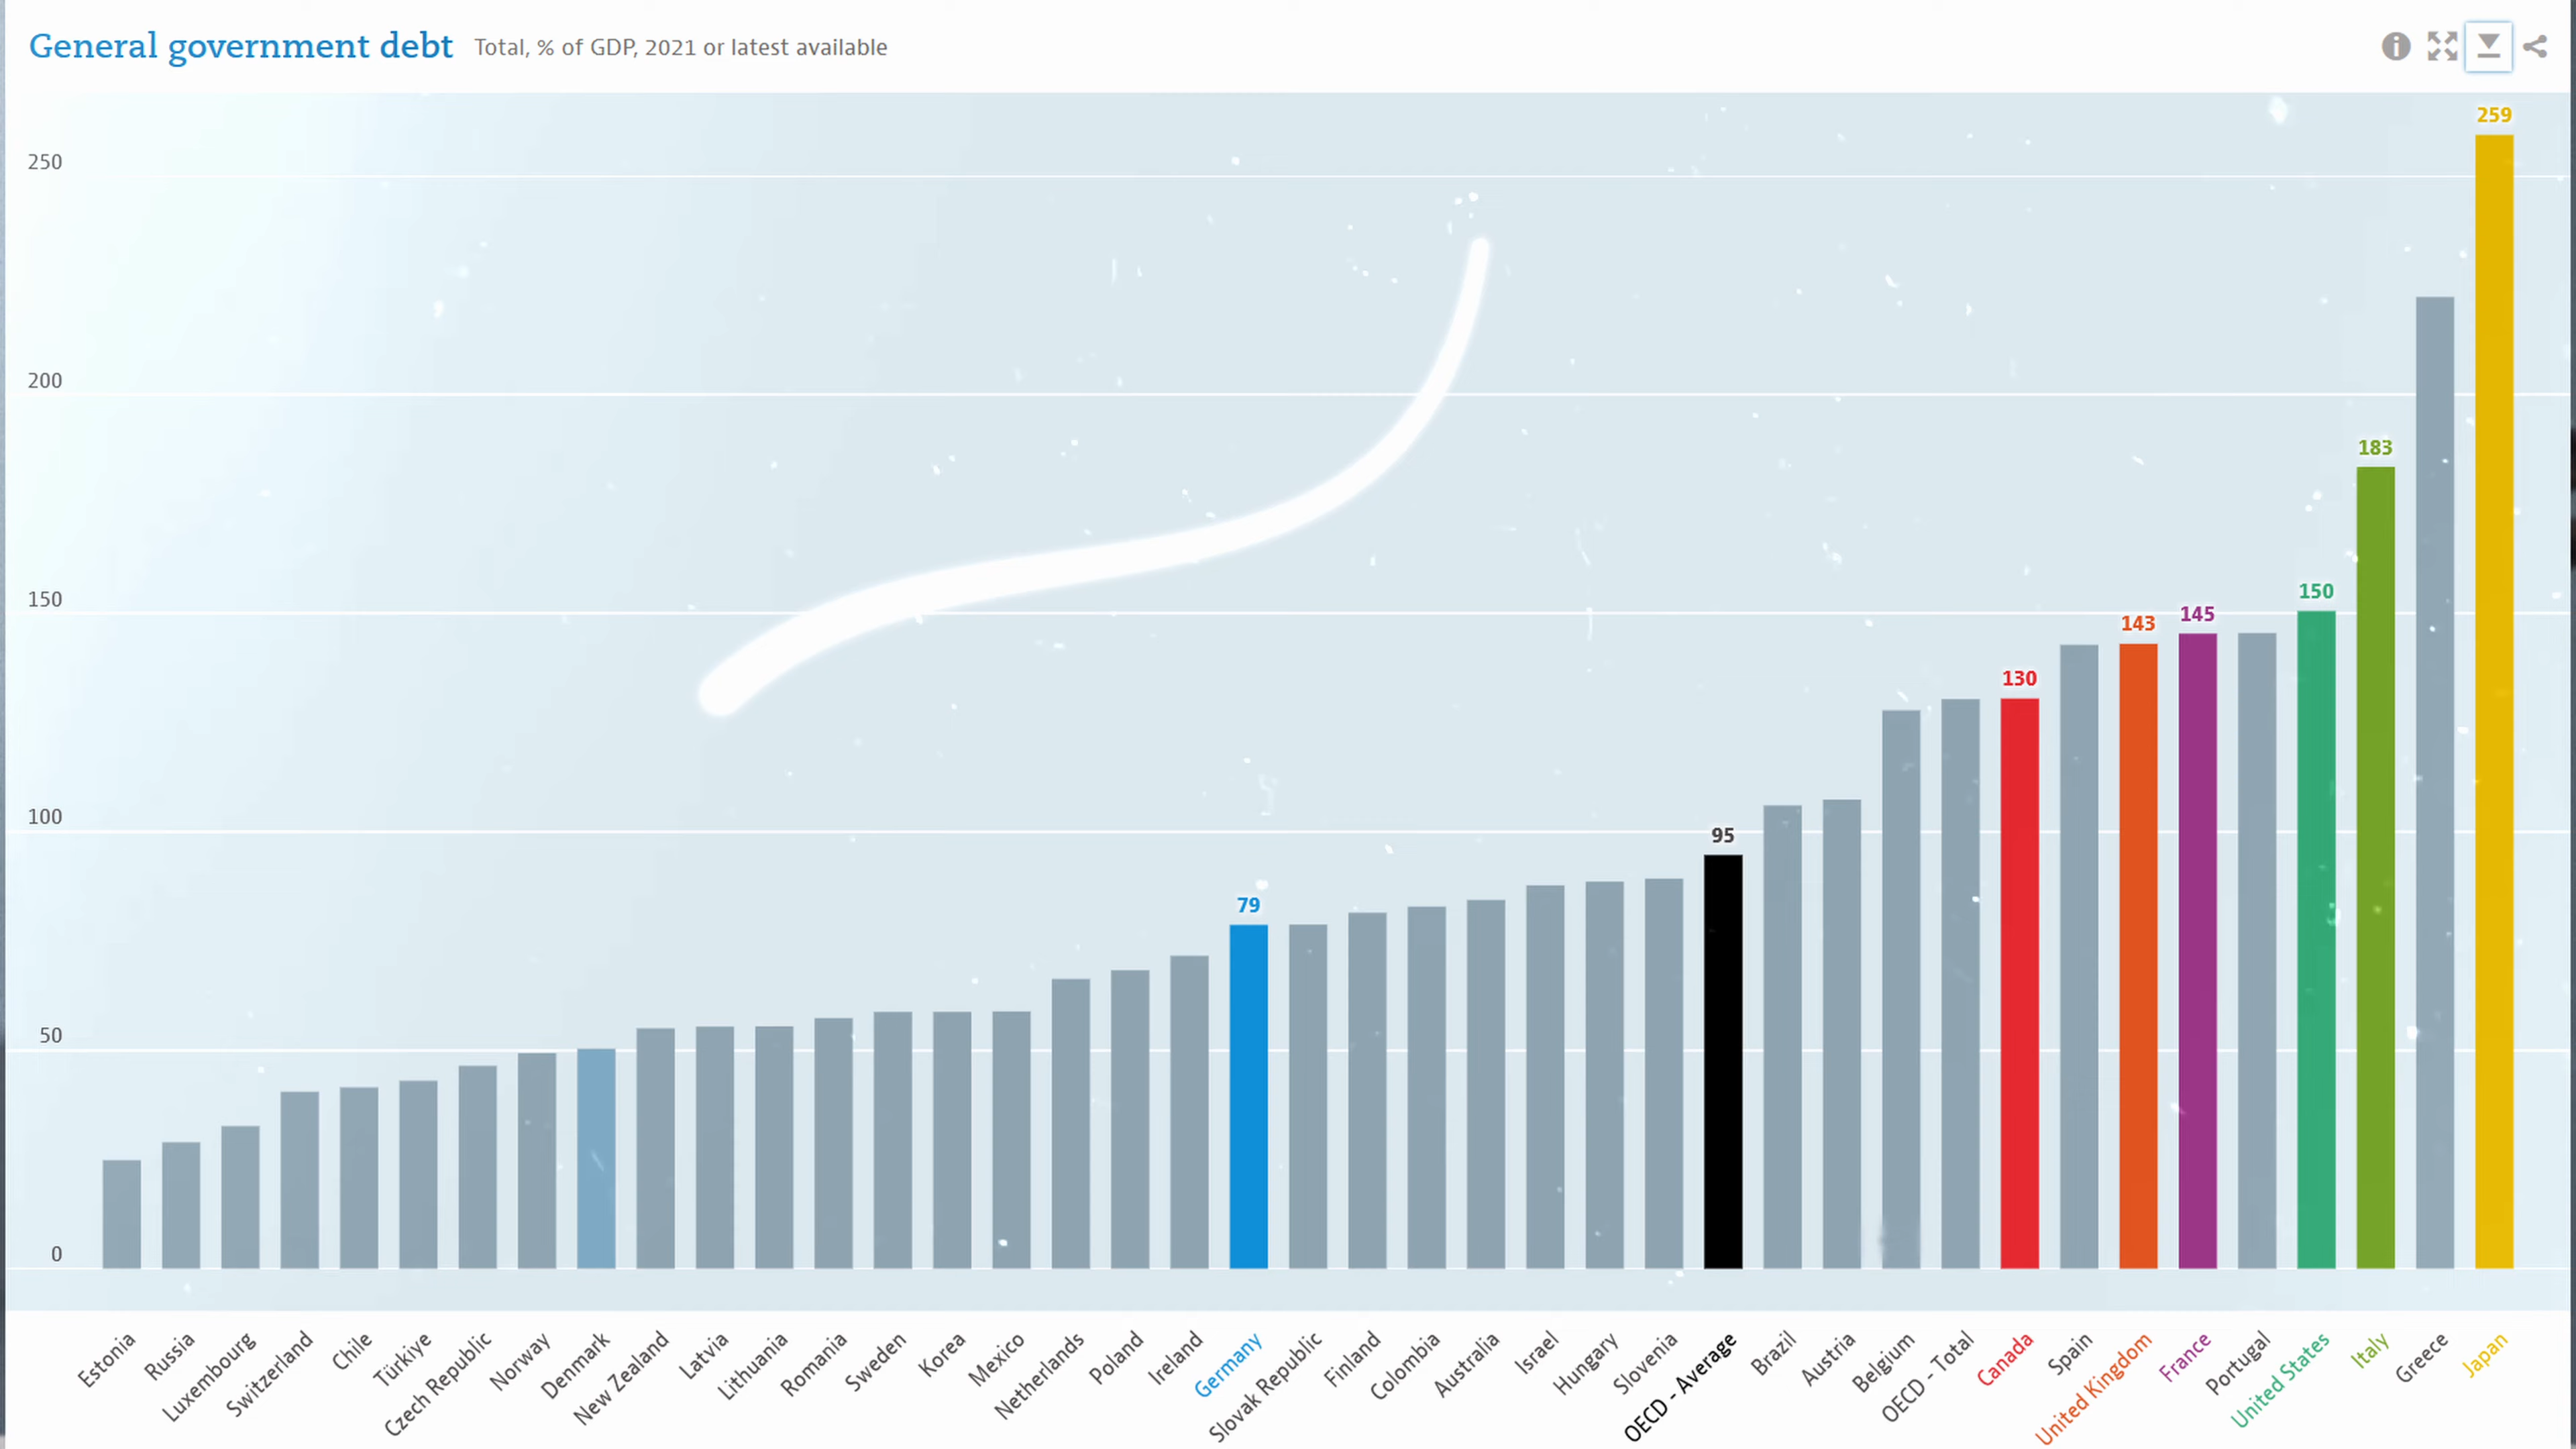 General government debt Total, % of GDP, 2021 or latest available
259
250
200
183
150
150
145
143
130
100
95
79
50
0
Estonia
Russia
Luxembourg
Switzerland
Chile
Türkiye
Czech Republic
Norway
Denmark
New Zealand
Latvia
Lithuania
Romania
Sweden
Korea
Mexico
Netherlands
Poland
Ireland
Germany
Slovak Republic
Finland
Colombia
Australia
Israel
Hungary
Slovenia
OECD - Average
Brazil
Austria
Belgium
OECD - Total
Canada
Spain
United Kingdom
France
Portugal
United States
Italy
Greece
Japan